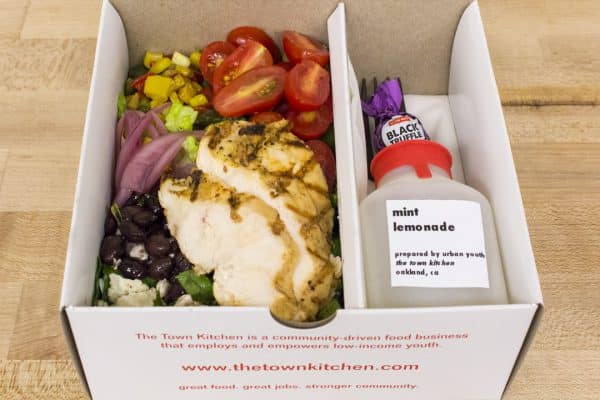 BLACK
TRUFFLE
mint
lemonade
prepared by urban youth
the town kitchen
oakland, ca
The Town Kitchen is a community-driven food business
that employs and empowers low-income youth.
www.thetownkitchen.com
great food. great jobs. stronger community.